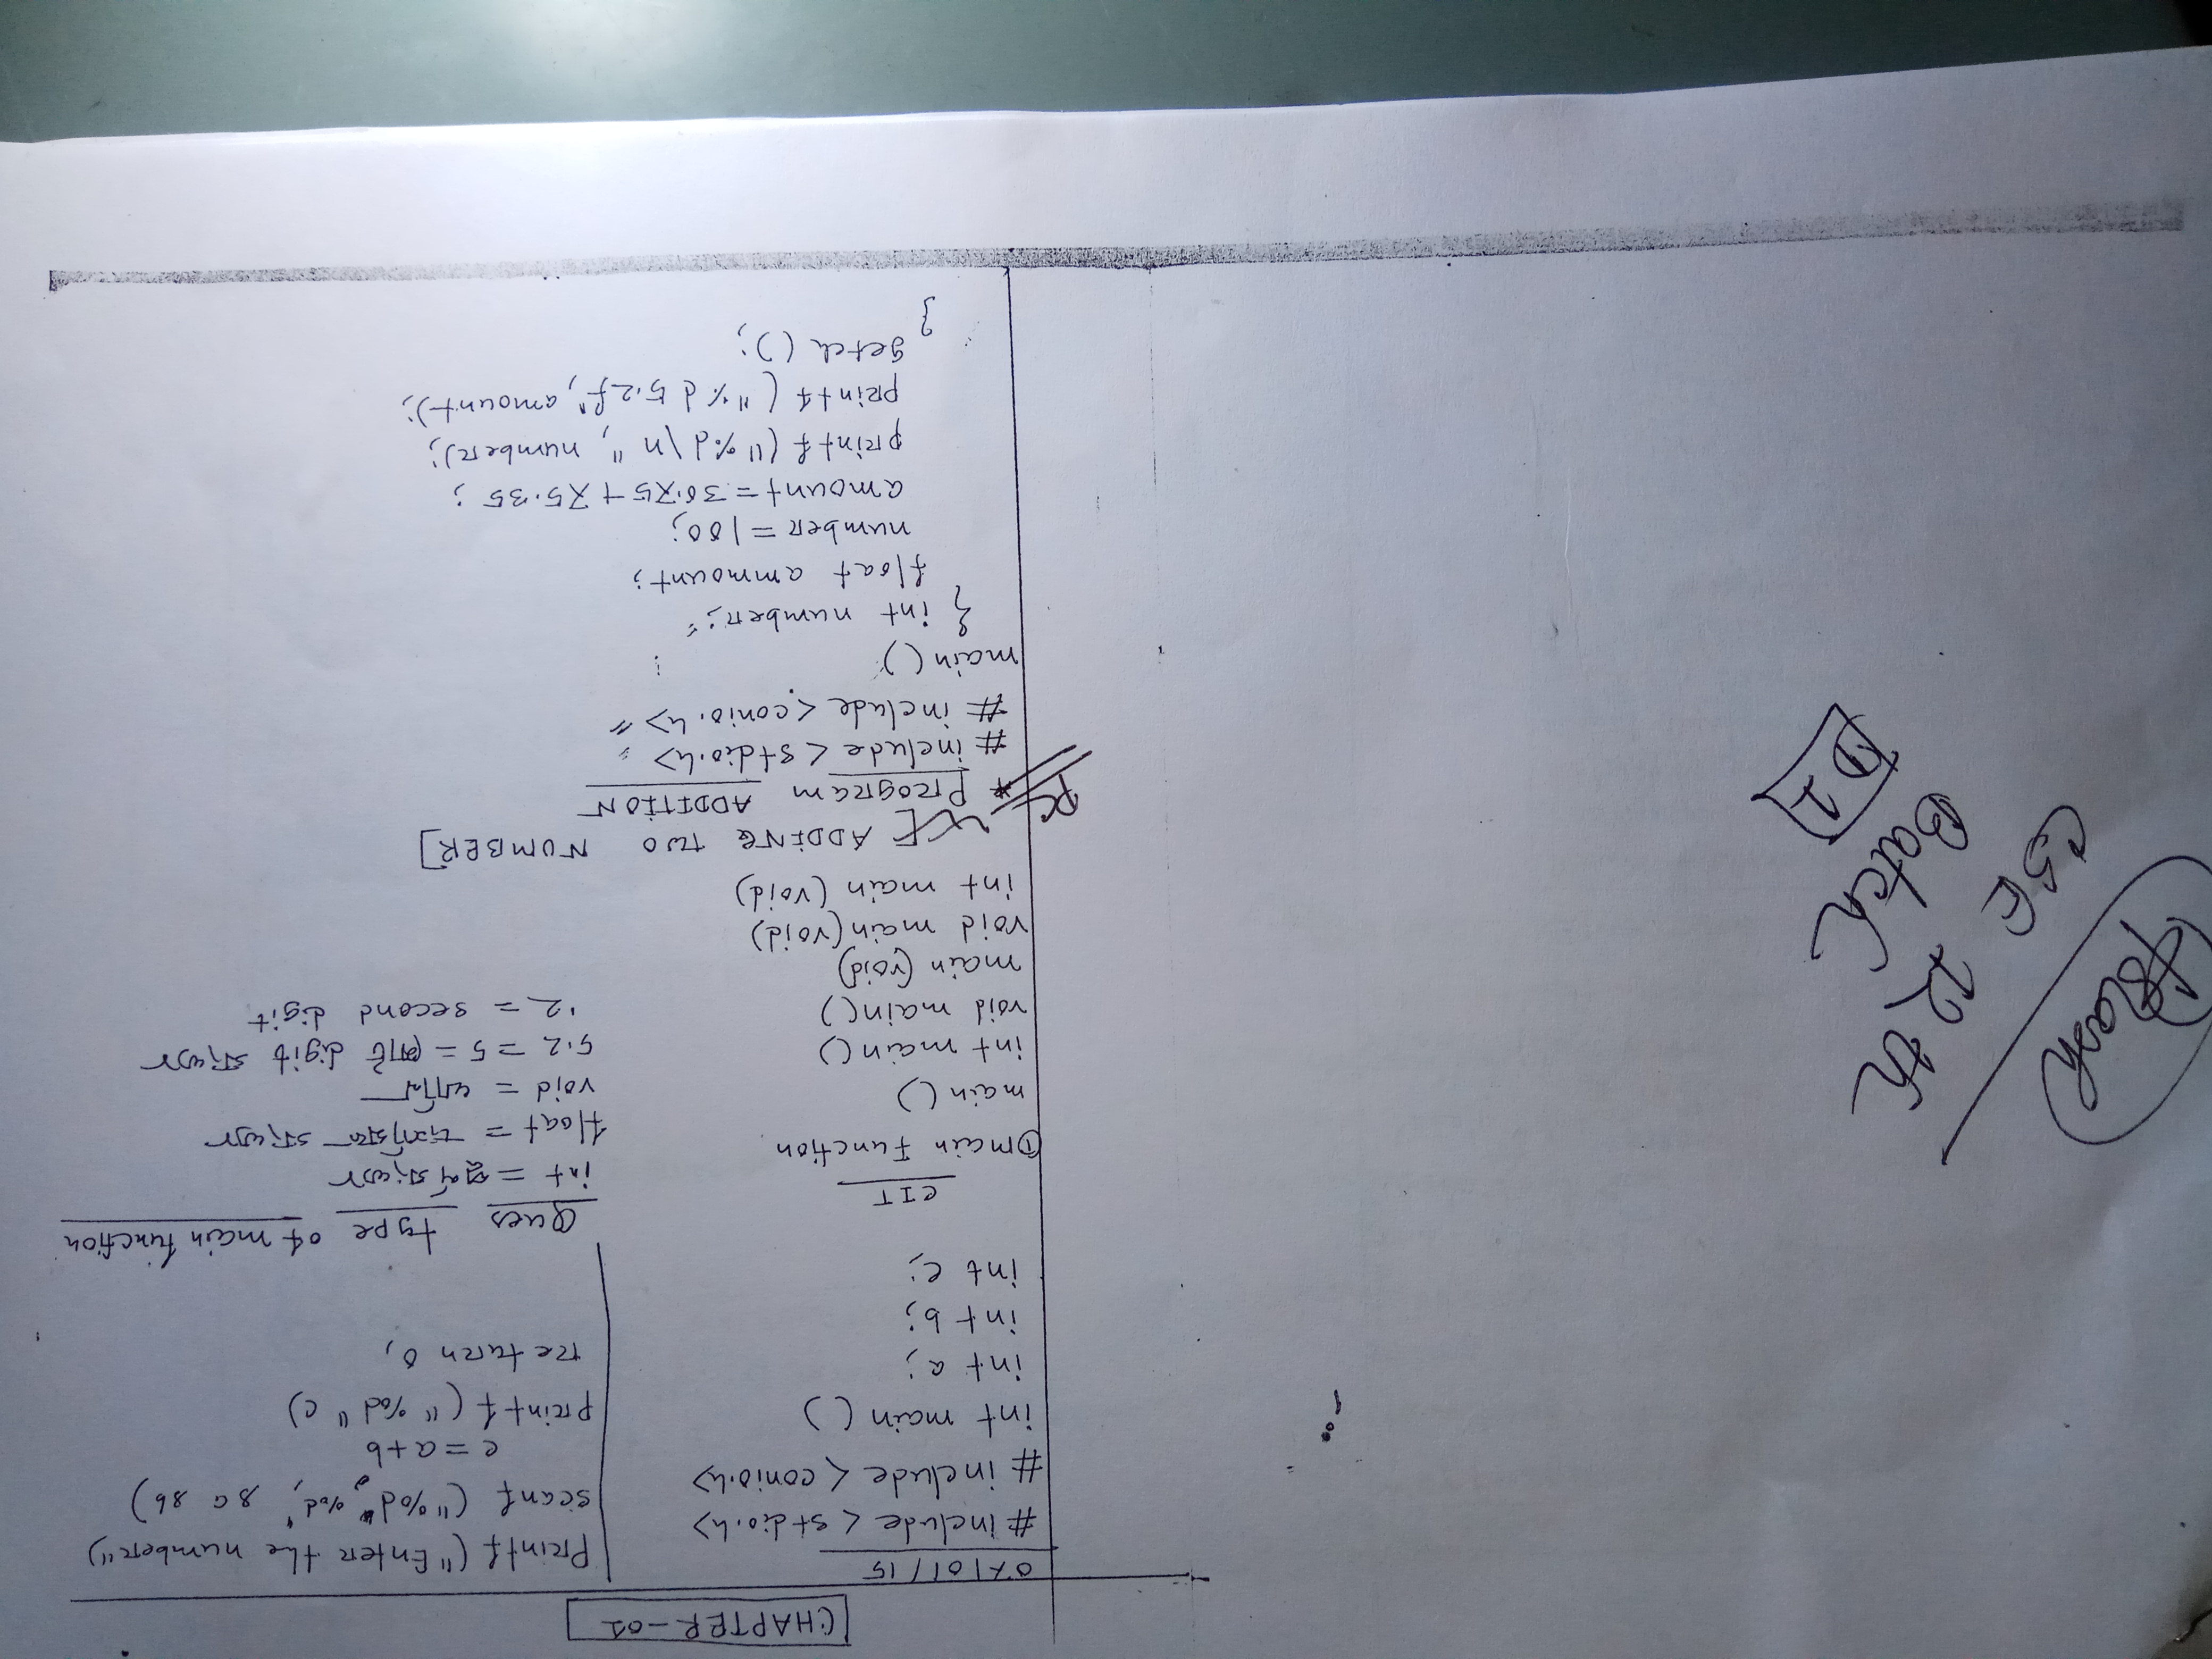 CHAPTER-01
07/01/15
# include < stdio.h>
# include < conio.h>
int main ()
int a;
int b;
int c;
Printf ("Enter the number")
scanf ("%d", %d, &a &b)
c = a+b
printf (" %d " c)
return 0,
CIT
① main Function
main ()
int main()
void main()
main (void)
void main(void)
int main (void)
Ques type of main function
int = পূর্ণ সংখ্যা
float = দশমিক সংখ্যা
void = খালি
5.2 = 5 = মোট digit সংখ্যা
.2 = second digit
PC [ ADDING TWO NUMBER]
* Program ADDITION
# include < stdio.h>
# include < conio.h>
main ()
{ int number;
float ammount;
number = 100;
amount = 30.75 + 75.35 ;
printf ("%d \n ", number);
printf ("% d 5.2f", amount);
getch ();
}
CSE 22th
Batch
D1